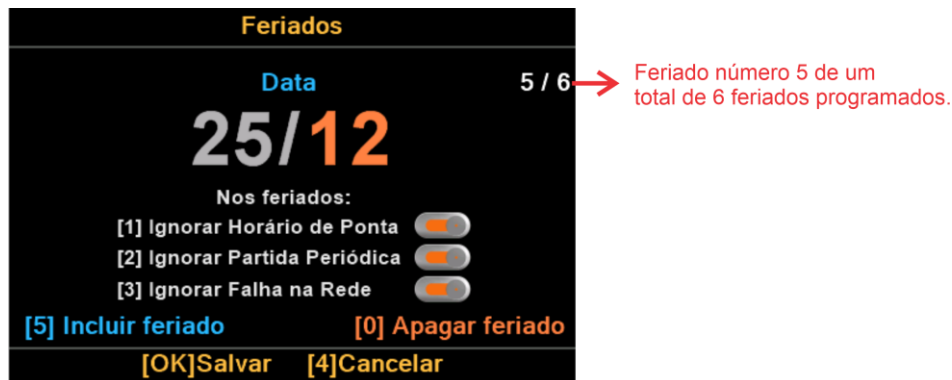 Feriados
Data
5 / 6
Feriado número 5 de um
total de 6 feriados programados.
25/12
Nos feriados:
[1] Ignorar Horário de Ponta
[2] Ignorar Partida Periódica
[3] Ignorar Falha na Rede
[5] Incluir feriado
[0] Apagar feriado
[OK]Salvar
[4]Cancelar